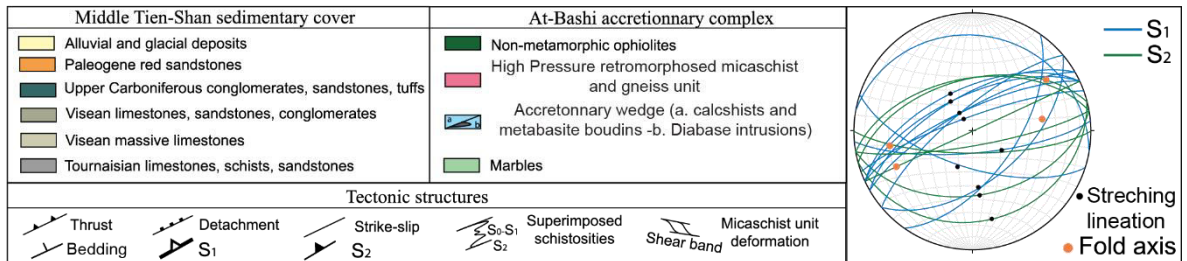 Middle Tien-Shan sedimentary cover
Alluvial and glacial deposits
Paleogene red sandstones
Upper Carboniferous conglomerates, sandstones, tuffs
Visean limestones, sandstones, conglomerates
Visean massive limestones
Tournaisian limestones, schists, sandstones
At-Bashi accretionnary complex
Non-metamorphic ophiolites
High Pressure retromorphosed micaschist
and gneiss unit
a
b
Accretonnary wedge (a. calchists and
metabasite boudins -b. Diabase intrusions)
Marbles
Tectonic structures
Thrust
Detachment
Strike-slip
S0-S1
S2
Superimposed
schistosities
Shear band
Micaschist unit
deformation
Bedding
S1
S2
S1
S2
Streching
lineation
Fold axis